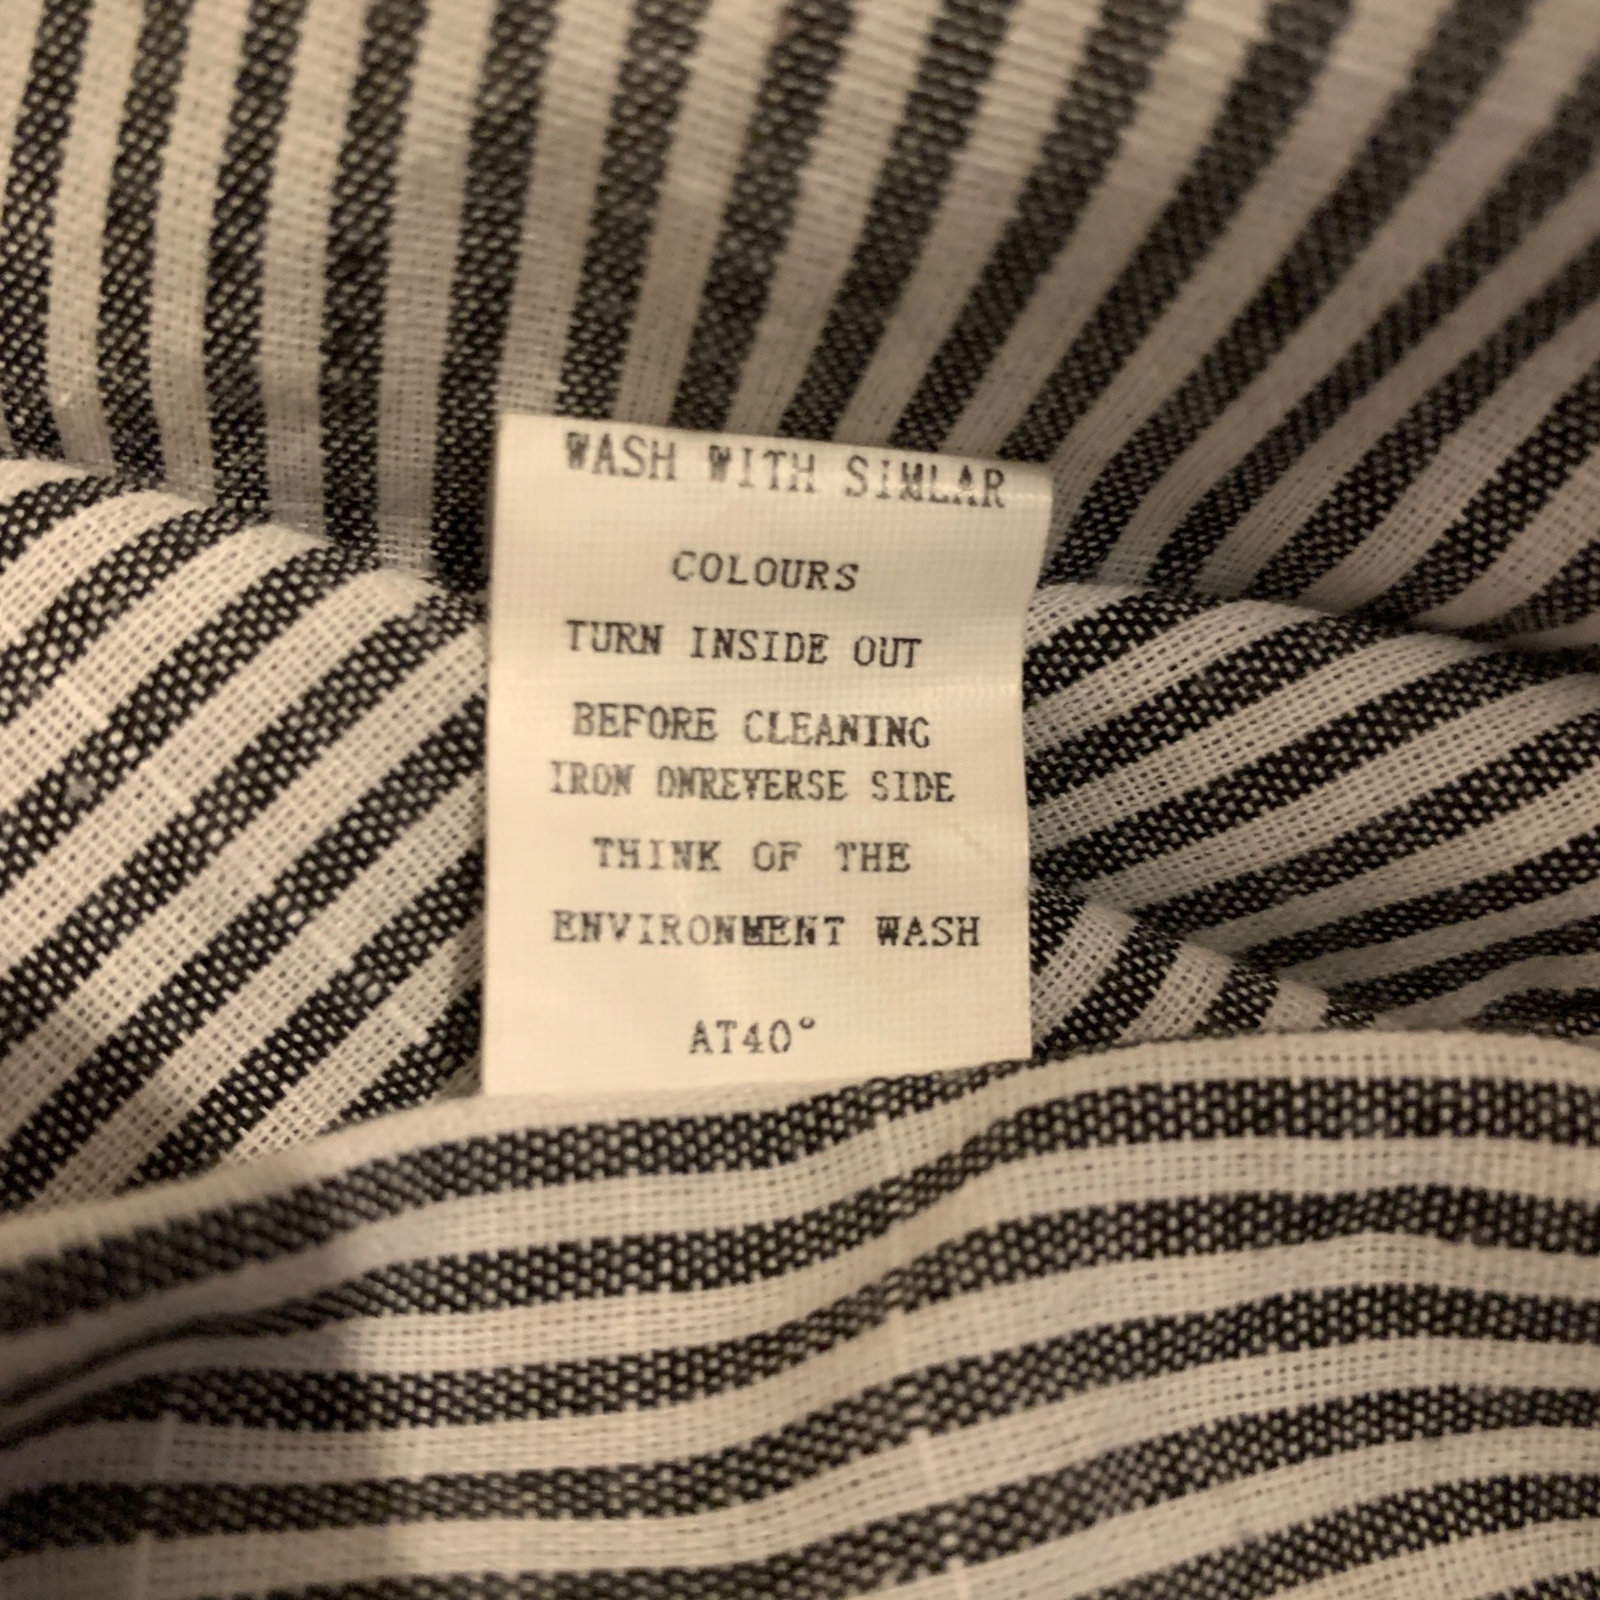 WASH WITH SIMLAR
COLOURS
TURN INSIDE OUT
BEFORE CLEANING
IRON ONREVERSE SIDE
THINK OF THE
ENVIRONMENT WASH
AT40°